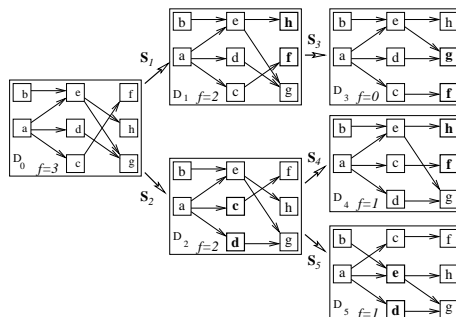 b e f
a d h
c g
D0 f=3
S1
S2
b e h
a d f
c g
D1 f=2
b e f
a c h
d g
D2 f=2
S3
S4
S5
b e h
a d g
c f
D3 f=0
b e h
a c f
d g
D4 f=1
b c f
a e h
d g
D5 f=1